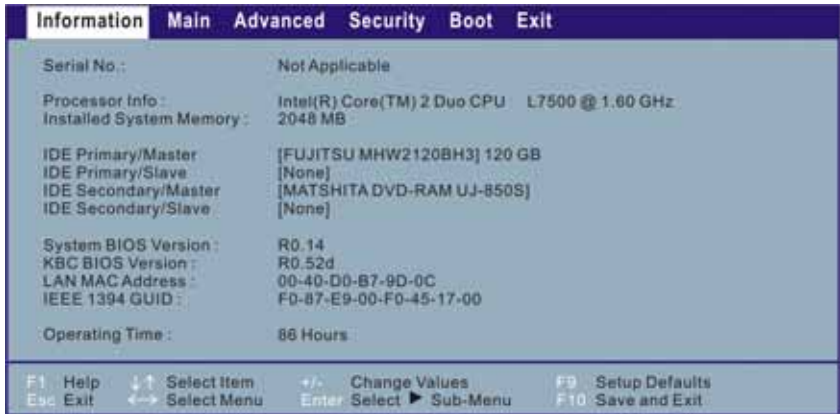 Information Main Advanced Security Boot Exit
Serial No. : Not Applicable
Processor Info : Intel(R) Core(TM) 2 Duo CPU L7500 @ 1.60 GHz
Installed System Memory : 2048 MB
IDE Primary/Master [FUJITSU MHW2120BH3] 120 GB
IDE Primary/Slave [None]
IDE Secondary/Master [MATSHITA DVD-RAM UJ-850S]
IDE Secondary/Slave [None]
System BIOS Version : R0.14
KBC BIOS Version : R0.52d
LAN MAC Address : 00-40-D0-B7-9D-0C
IEEE 1394 GUID : F0-87-E9-00-F0-45-17-00
Operating Time : 86 Hours
F1 Help ↓↑ Select Item +/- Change Values F9 Setup Defaults
Esc Exit ←→ Select Menu Enter Select ▶ Sub-Menu F10 Save and Exit